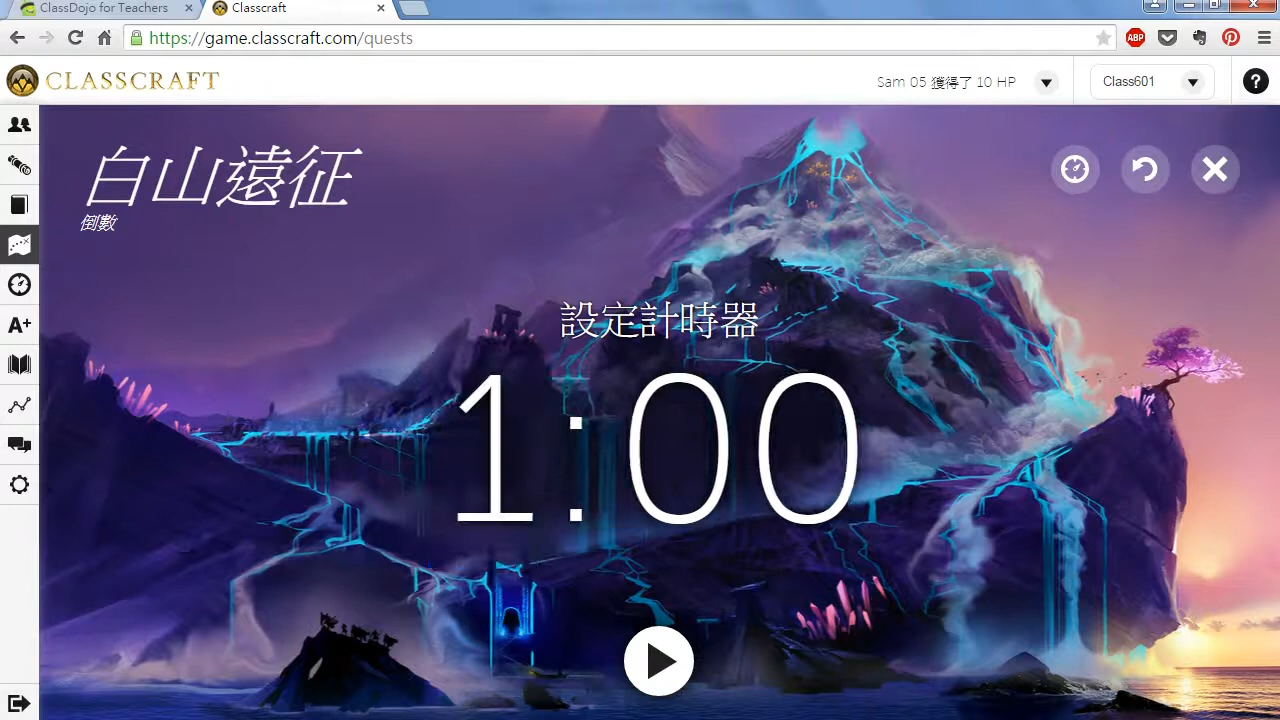 ClassDojo for Teachers
Classcraft
https://game.classcraft.com/quests
ABP
CLASSCRAFT
Sam 05 獲得了 10 HP
Class601
?
白山遠征
倒數
A+
設定計時器
1:00